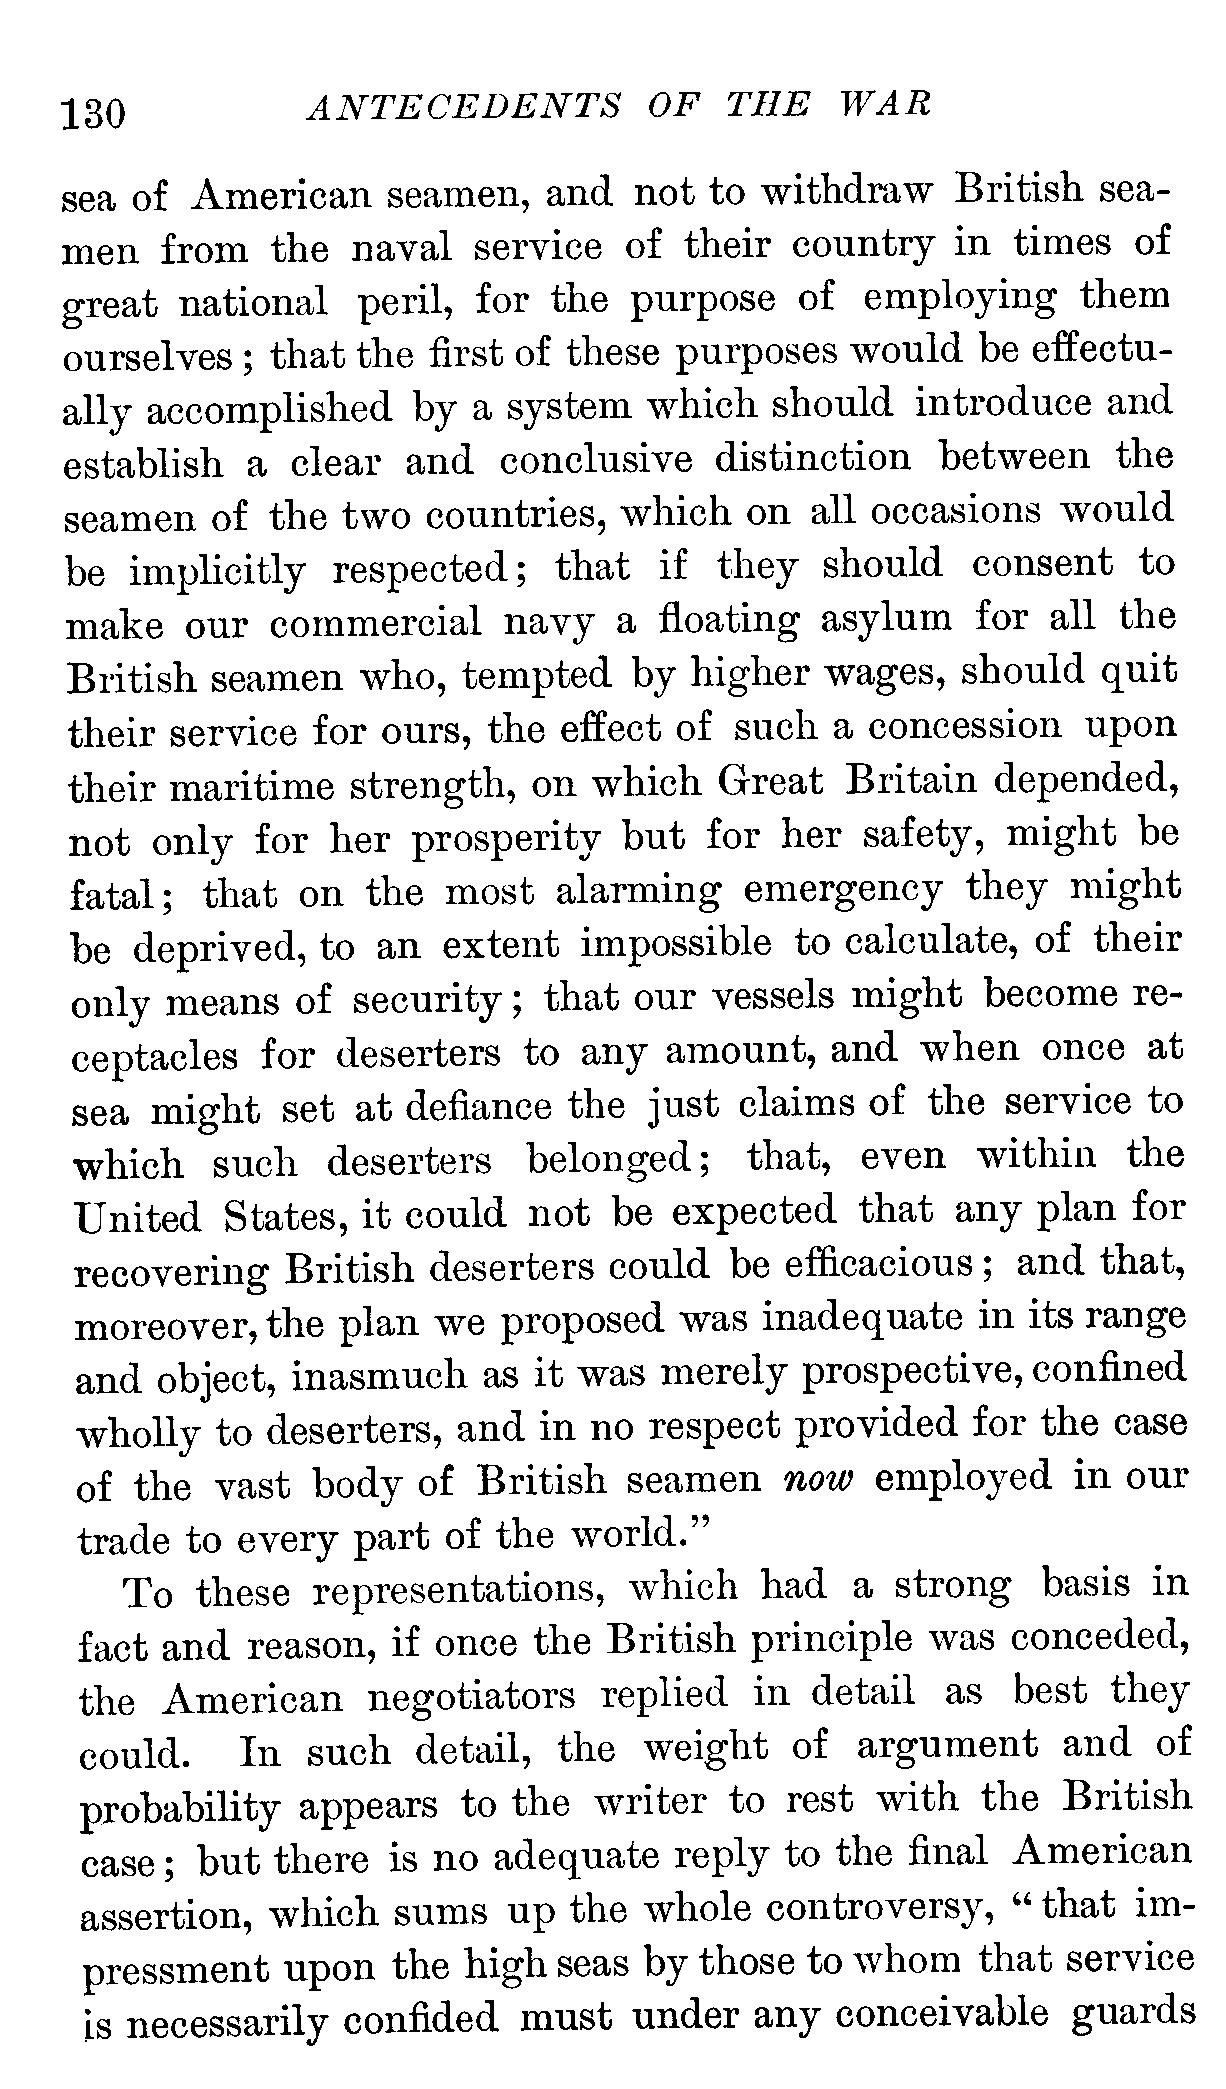 130 ANTECEDENTS OF THE WAR
sea of American seamen, and not to withdraw British sea-
men from the naval service of their country in times of
great national peril, for the purpose of employing them
ourselves; that the first of these purposes would be effectu-
ally accomplished by a system which should introduce and
establish a clear and conclusive distinction between the
seamen of the two countries, which on all occasions would
be implicitly respected; that if they should consent to
make our commercial navy a floating asylum for all the
British seamen who, tempted by higher wages, should quit
their service for ours, the effect of such a concession upon
their maritime strength, on which Great Britain depended,
not only for her prosperity but for her safety, might be
fatal; that on the most alarming emergency they might
be deprived, to an extent impossible to calculate, of their
only means of security; that our vessels might become re-
ceptacles for deserters to any amount, and when once at
sea might set at defiance the just claims of the service to
which such deserters belonged; that, even within the
United States, it could not be expected that any plan for
recovering British deserters could be efficacious; and that,
moreover, the plan we proposed was inadequate in its range
and object, inasmuch as it was merely prospective, confined
wholly to deserters, and in no respect provided for the case
of the vast body of British seamen now employed in our
trade to every part of the world.”
To these representations, which had a strong basis in
fact and reason, if once the British principle was conceded,
the American negotiators replied in detail as best they
could. In such detail, the weight of argument and of
probability appears to the writer to rest with the British
case; but there is no adequate reply to the final American
assertion, which sums up the whole controversy, “that im-
pressment upon the high seas by those to whom that service
is necessarily confided must under any conceivable guards